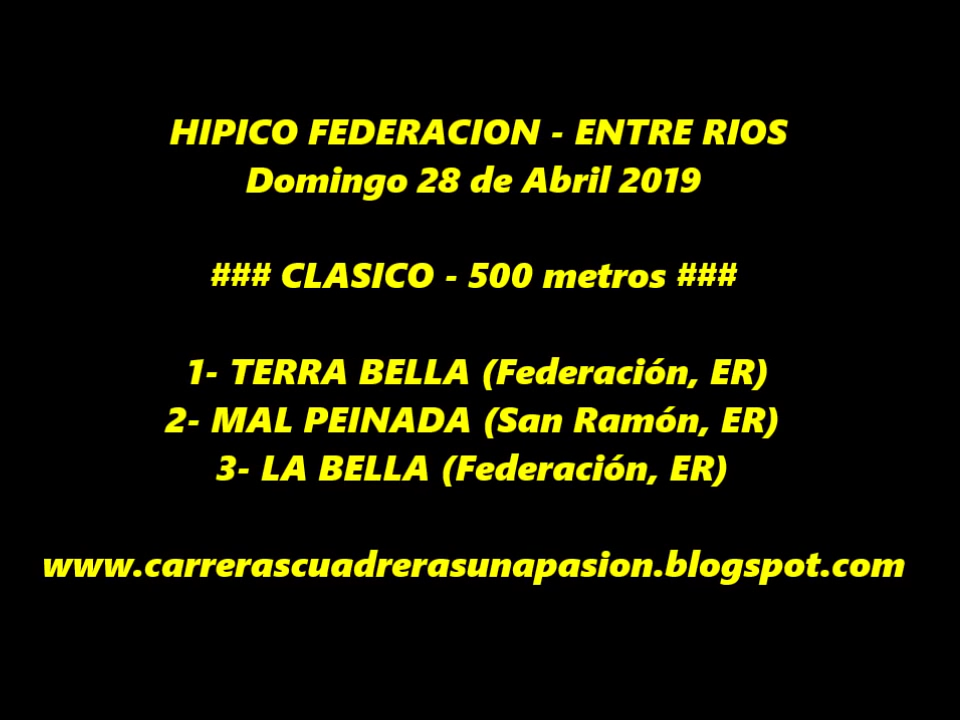 HIPICO FEDERACION - ENTRE RIOS
Domingo 28 de Abril 2019
### CLASICO - 500 metros ###
1- TERRA BELLA (Federación, ER)
2- MAL PEINADA (San Ramón, ER)
3- LA BELLA (Federación, ER)
www.carrerascuadrerasunapasion.blogspot.com